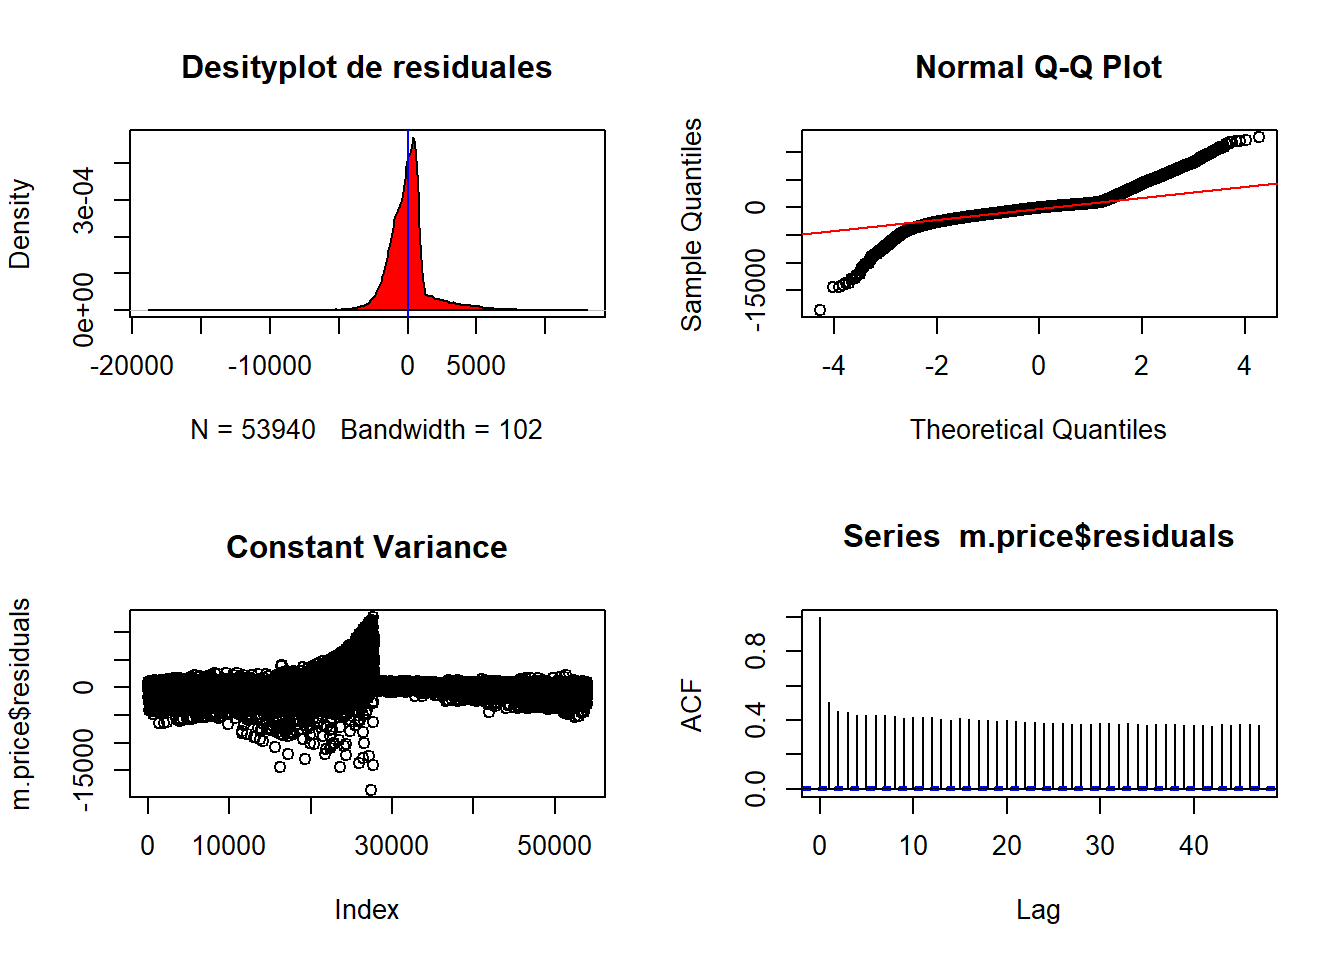 Desityplot de residuales
Density
0e+00 3e-04
-20000 -10000 0 5000
N = 53940 Bandwidth = 102
Normal Q-Q Plot
Sample Quantiles
-15000 0
-4 -2 0 2 4
Theoretical Quantiles
Constant Variance
m.price$residuals
-15000 0
0 10000 30000 50000
Index
Series m.price$residuals
ACF
0.0 0.4 0.8
0 10 20 30 40
Lag